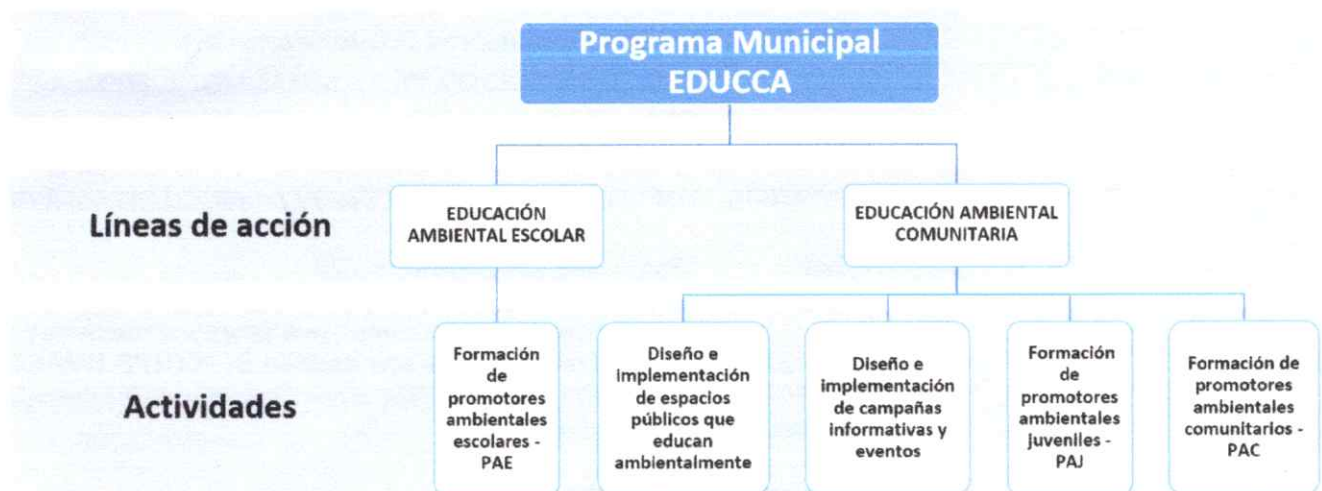 Programa Municipal
EDUCCA
Líneas de acción
EDUCACIÓN
AMBIENTAL ESCOLAR
EDUCACIÓN AMBIENTAL
COMUNITARIA
Actividades
Formación
de
promotores
ambientales
escolares -
PAE
Diseño e
implementación
de espacios
públicos que
educan
ambientalmente
Diseño e
implementación
de campañas
informativas y
eventos
Formación
de
promotores
ambientales
juveniles -
PAJ
Formación de
promotores
ambientales
comunitarios -
PAC